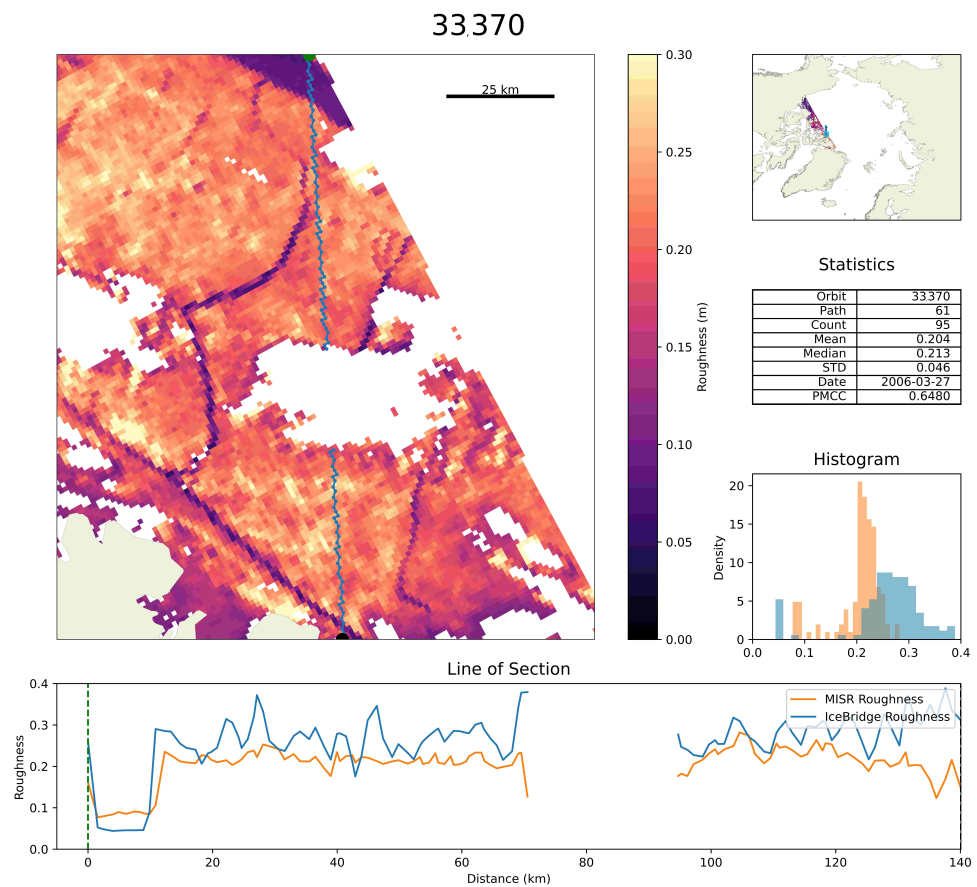 33,370
25 km
0.30
0.25
0.20
0.15
0.10
0.05
0.00
Roughness (m)
Statistics
Orbit 33370
Path 61
Count 95
Mean 0.204
Median 0.213
STD 0.046
Date 2006-03-27
PMCC 0.6480
Histogram
Density
20
15
10
5
0
0.0 0.1 0.2 0.3 0.4
Line of Section
Roughness
0.4
0.3
0.2
0.1
0.0
MISR Roughness
IceBridge Roughness
0 20 40 60 80 100 120 140
Distance (km)